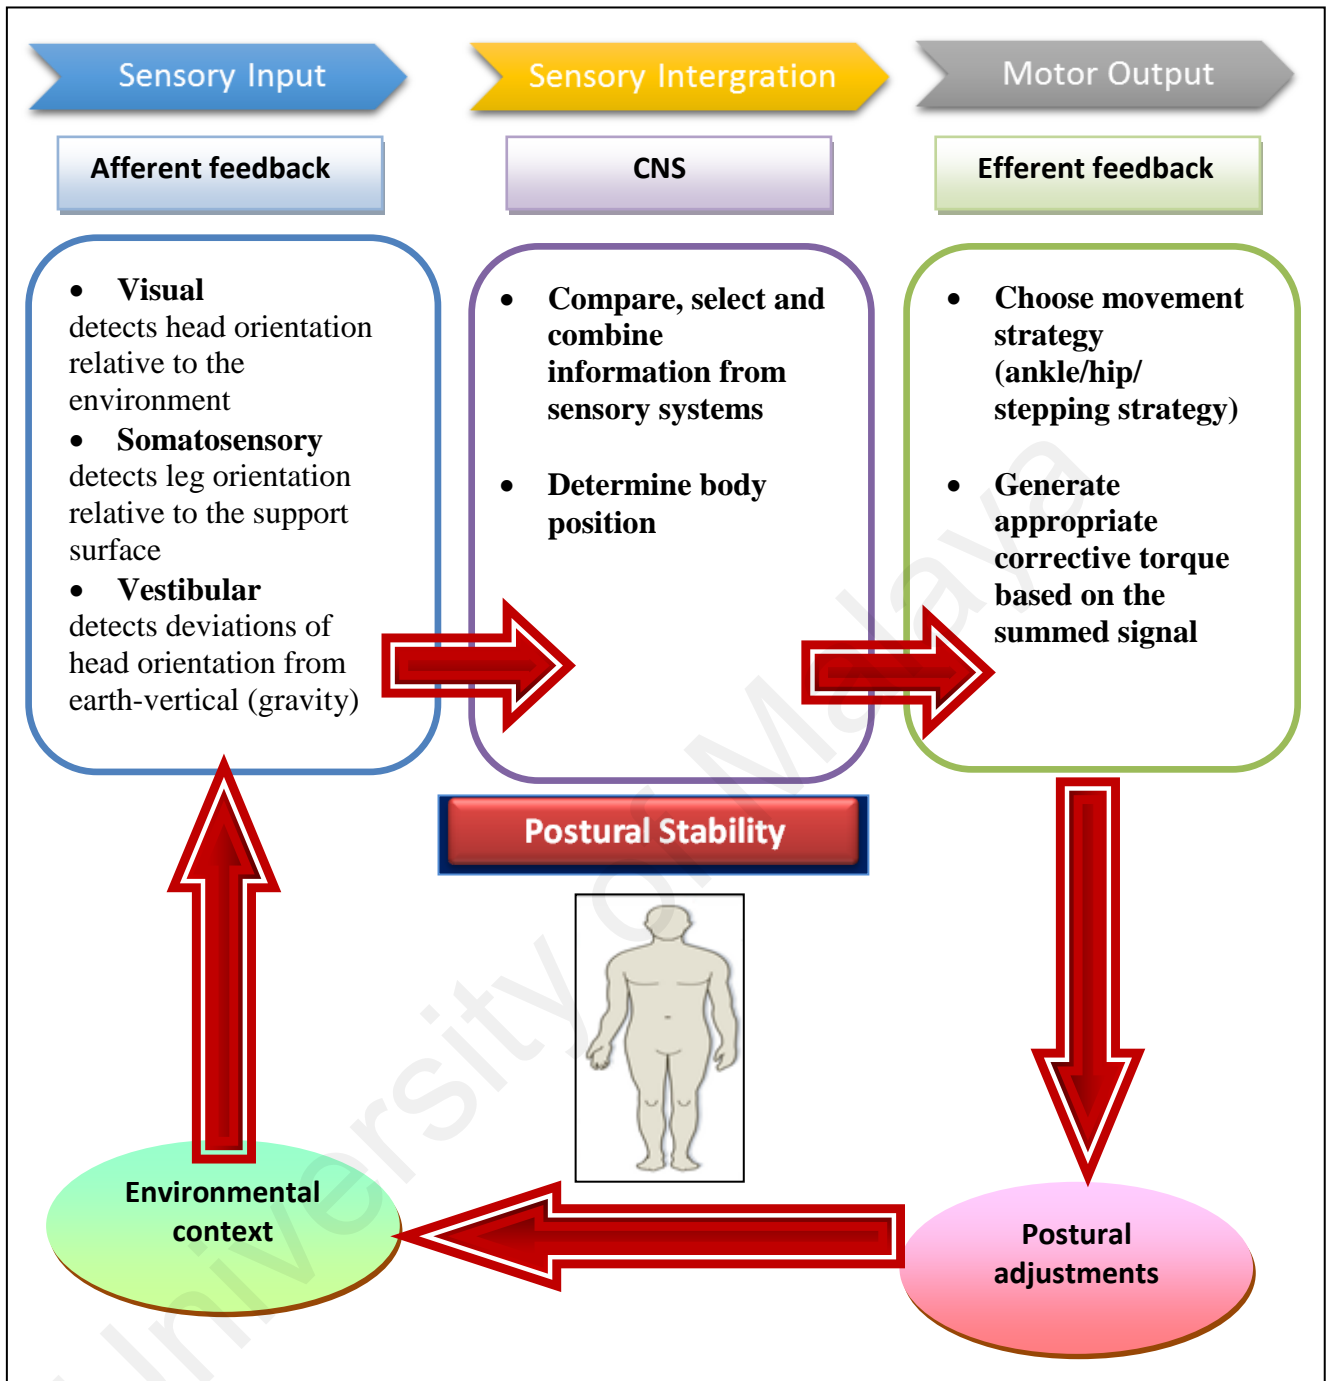 Sensory Input
Sensory Intergration
Motor Output
Afferent feedback
CNS
Efferent feedback
• Visual
detects head orientation
relative to the
environment
• Somatosensory
detects leg orientation
relative to the support
surface
• Vestibular
detects deviations of
head orientation from
earth-vertical (gravity)
• Compare, select and
combine
information from
sensory systems
• Determine body
position
• Choose movement
strategy
(ankle/hip/
stepping strategy)
• Generate
appropriate
corrective torque
based on the
summed signal
Postural Stability
Environmental
context
Postural
adjustments
University of Malaya